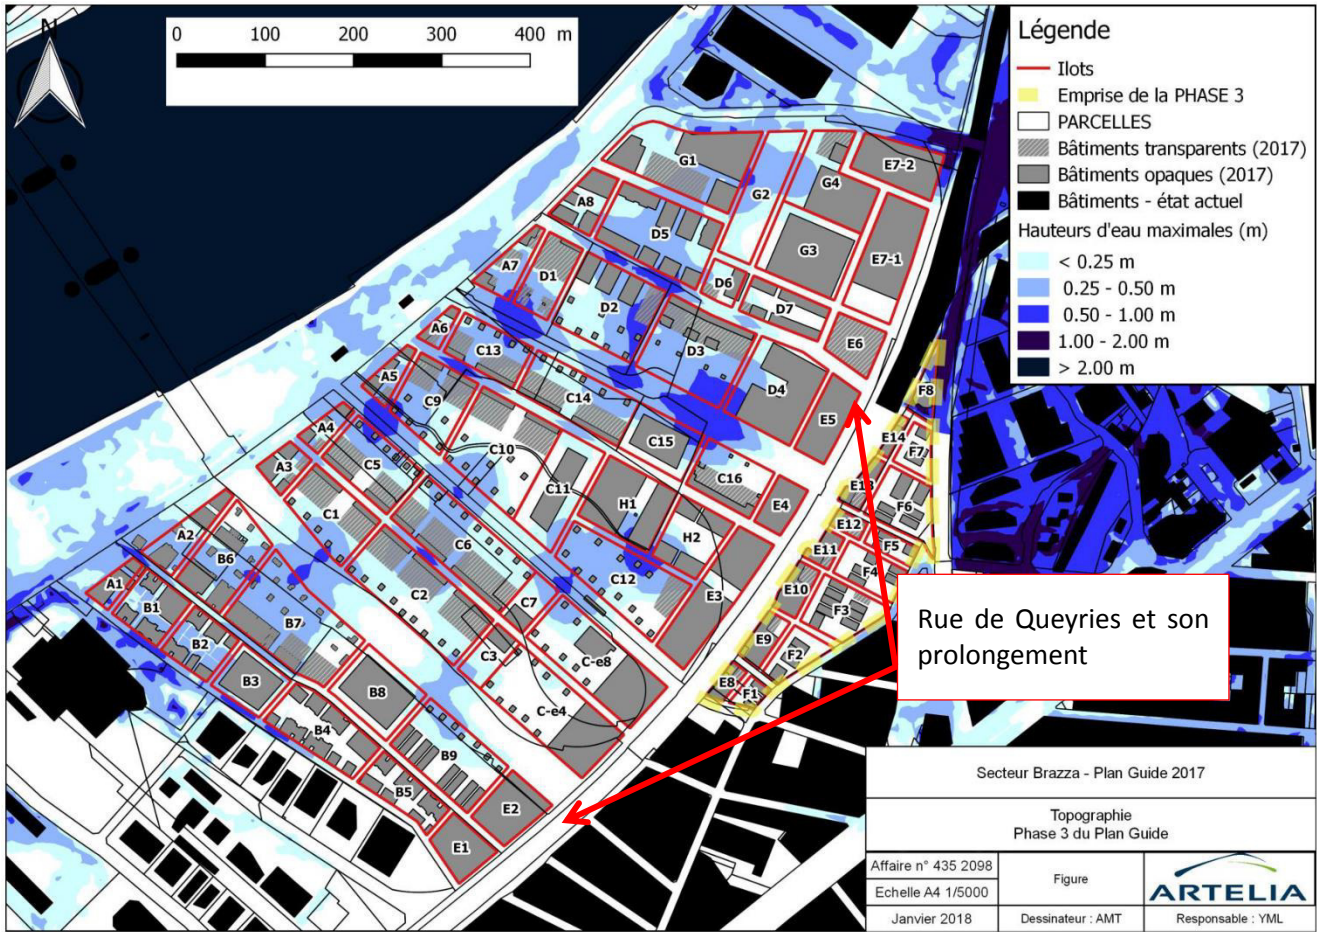 N
0 100 200 300 400 m
Légende
Ilots
Emprise de la PHASE 3
PARCELLES
Bâtiments transparents (2017)
Bâtiments opaques (2017)
Bâtiments - état actuel
Hauteurs d'eau maximales (m)
< 0.25 m
0.25 - 0.50 m
0.50 - 1.00 m
1.00 - 2.00 m
> 2.00 m
G1
G2
G4
E7-2
A8
D5
G3
E7-1
A7
D1
D6
D2
D7
A6
C13
D3
E6
A5
C9
C14
D4
E5
F8
A4
C10
C15
E14
F7
A3
C5
C11
C16
E13
C1
H1
E4
F6
A2
B6
C6
H2
E12
F5
A1
B1
C2
C12
E11
F4
B7
C7
E3
E10
F3
B2
C3
C-e8
E9
F2
B3
B8
C-e4
E8
F1
B4
B9
B5
E2
E1
Rue de Queyries et son
prolongement
Secteur Brazza - Plan Guide 2017
Topographie
Phase 3 du Plan Guide
Affaire n° 435 2098
Echelle A4 1/5000
Figure
ARTELIA
Janvier 2018
Dessinateur : AMT
Responsable : YML